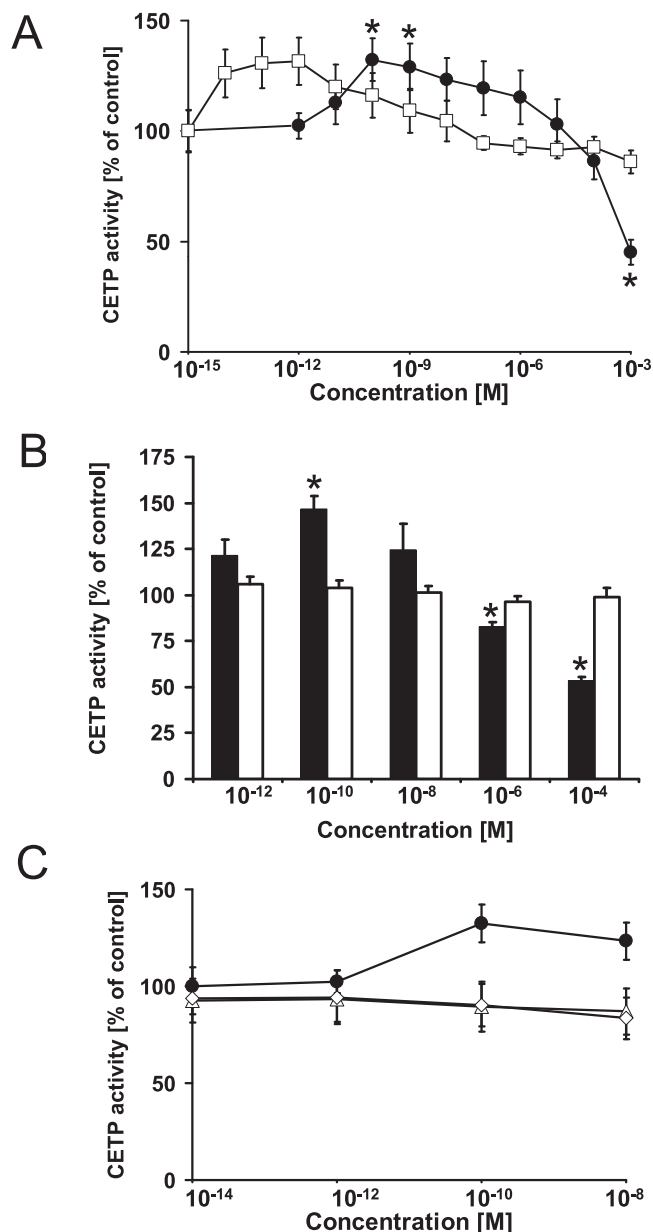 A
CETP activity [% of control]
150
100
50
0
* *
*
10⁻¹⁵ 10⁻¹² 10⁻⁹ 10⁻⁶ 10⁻³
Concentration [M]
B
CETP activity [% of control]
175
150
125
100
75
50
25
0
*
*
*
10⁻¹² 10⁻¹⁰ 10⁻⁸ 10⁻⁶ 10⁻⁴
Concentration [M]
C
CETP activity [% of control]
150
100
50
0
10⁻¹⁴ 10⁻¹² 10⁻¹⁰ 10⁻⁸
Concentration [M]